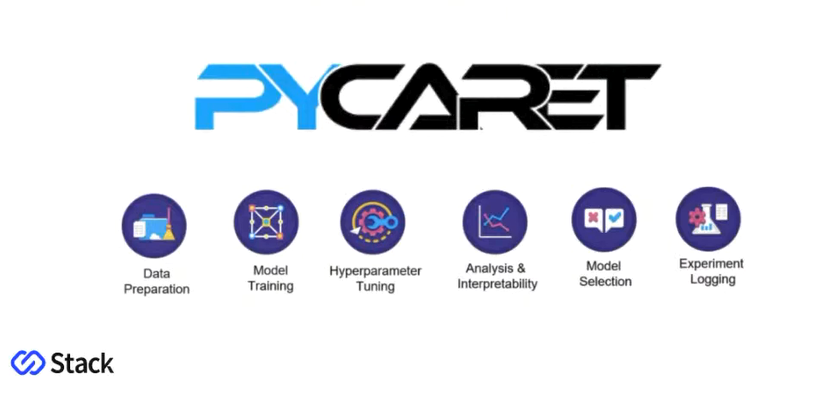 PYCARET
Data
Preparation
Model
Training
Hyperparameter
Tuning
Analysis &
Interpretability
Model
Selection
Experiment
Logging
Stack